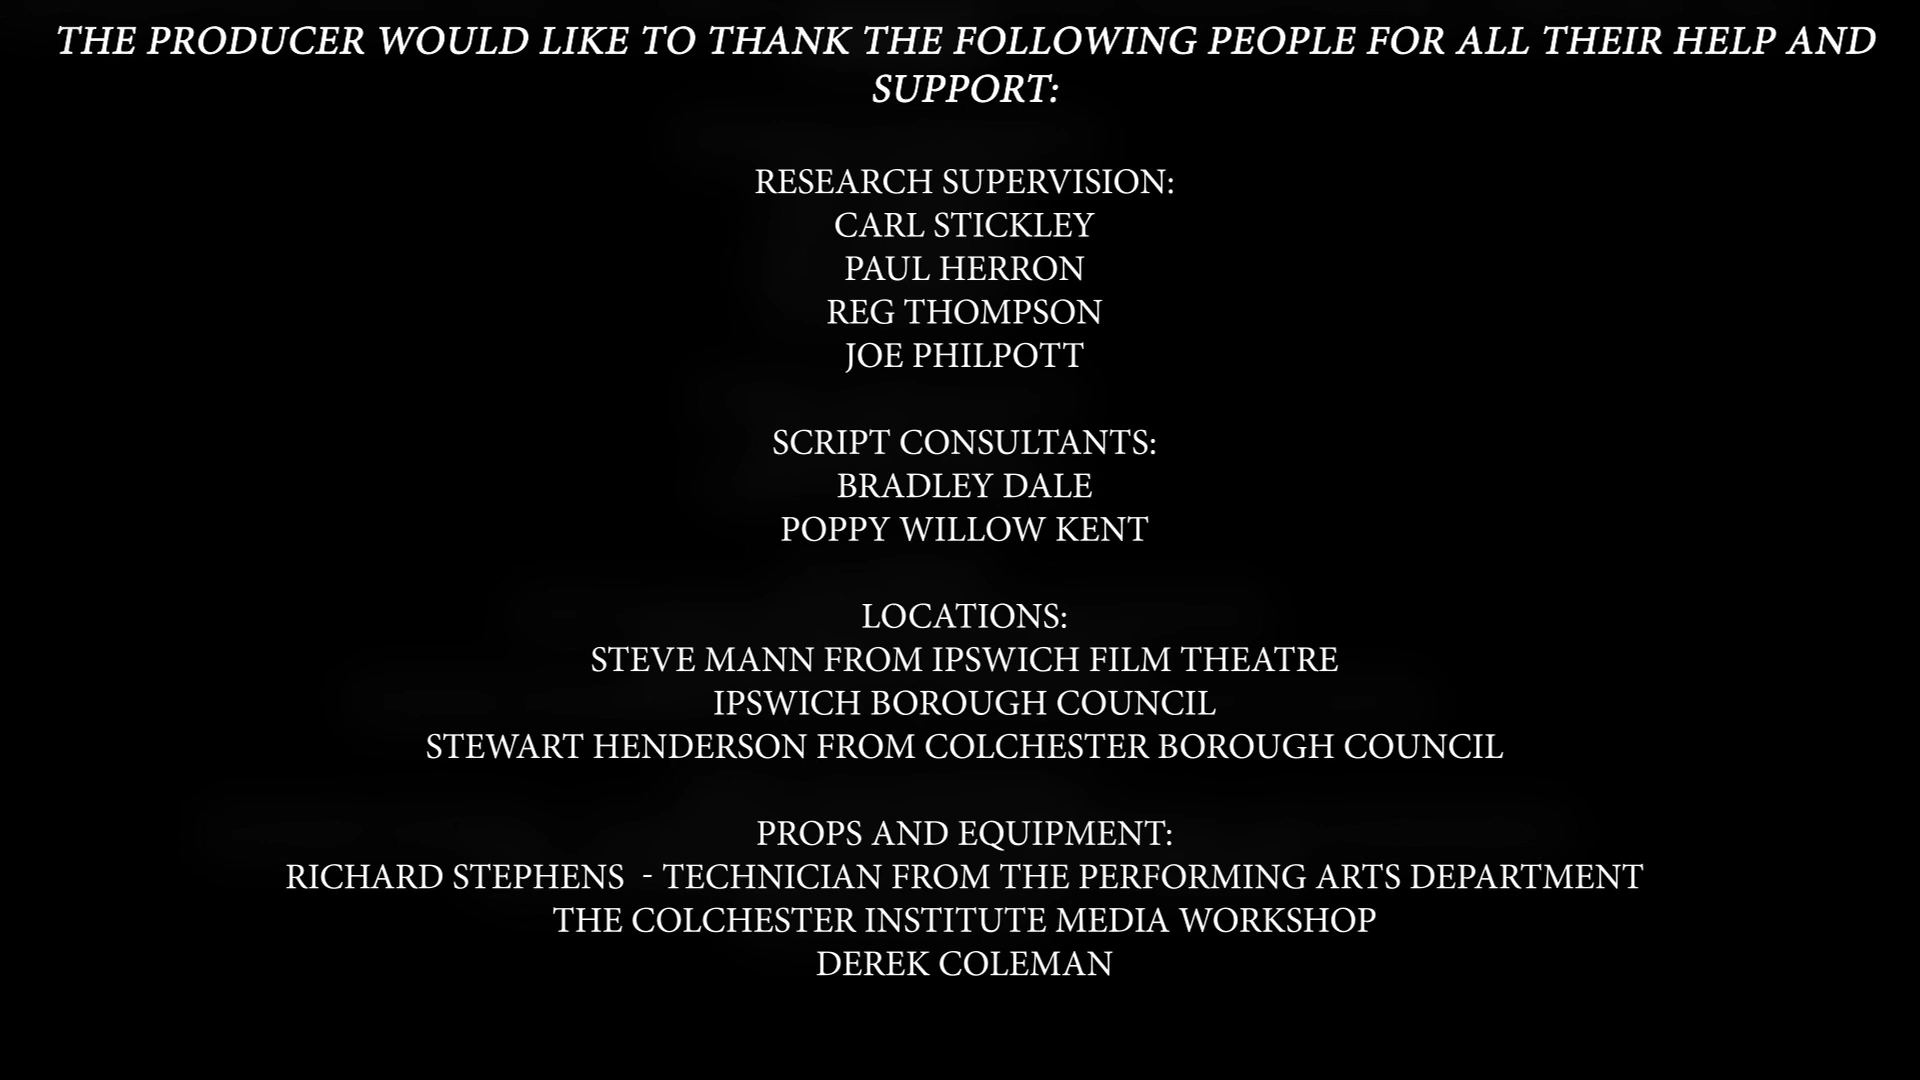 THE PRODUCER WOULD LIKE TO THANK THE FOLLOWING PEOPLE FOR ALL THEIR HELP AND
SUPPORT:
RESEARCH SUPERVISION:
CARL STICKLEY
PAUL HERRON
REG THOMPSON
JOE PHILPOTT
SCRIPT CONSULTANTS:
BRADLEY DALE
POPPY WILLOW KENT
LOCATIONS:
STEVE MANN FROM IPSWICH FILM THEATRE
IPSWICH BOROUGH COUNCIL
STEWART HENDERSON FROM COLCHESTER BOROUGH COUNCIL
PROPS AND EQUIPMENT:
RICHARD STEPHENS  - TECHNICIAN FROM THE PERFORMING ARTS DEPARTMENT
THE COLCHESTER INSTITUTE MEDIA WORKSHOP
DEREK COLEMAN